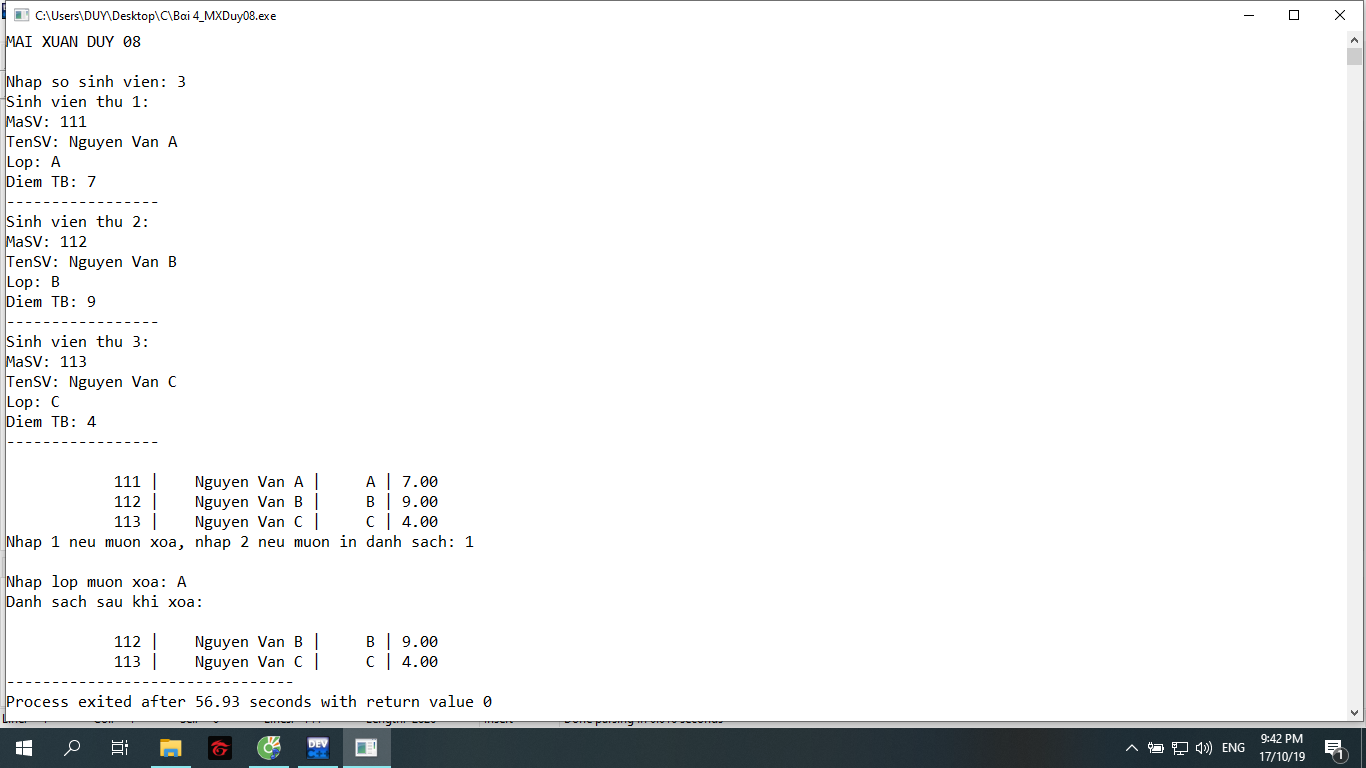 C:\Users\DUY\Desktop\C\Bai 4_MXDuy08.exe
MAI XUAN DUY 08
Nhap so sinh vien: 3
Sinh vien thu 1:
MaSV: 111
TenSV: Nguyen Van A
Lop: A
Diem TB: 7
-----------------
Sinh vien thu 2:
MaSV: 112
TenSV: Nguyen Van B
Lop: B
Diem TB: 9
-----------------
Sinh vien thu 3:
MaSV: 113
TenSV: Nguyen Van C
Lop: C
Diem TB: 4
-----------------
111 | Nguyen Van A | A | 7.00
112 | Nguyen Van B | B | 9.00
113 | Nguyen Van C | C | 4.00
Nhap 1 neu muon xoa, nhap 2 neu muon in danh sach: 1
Nhap lop muon xoa: A
Danh sach sau khi xoa:
112 | Nguyen Van B | B | 9.00
113 | Nguyen Van C | C | 4.00
--------------------------------
Process exited after 56.93 seconds with return value 0
DEV
ENG
9:42 PM
17/10/19
1